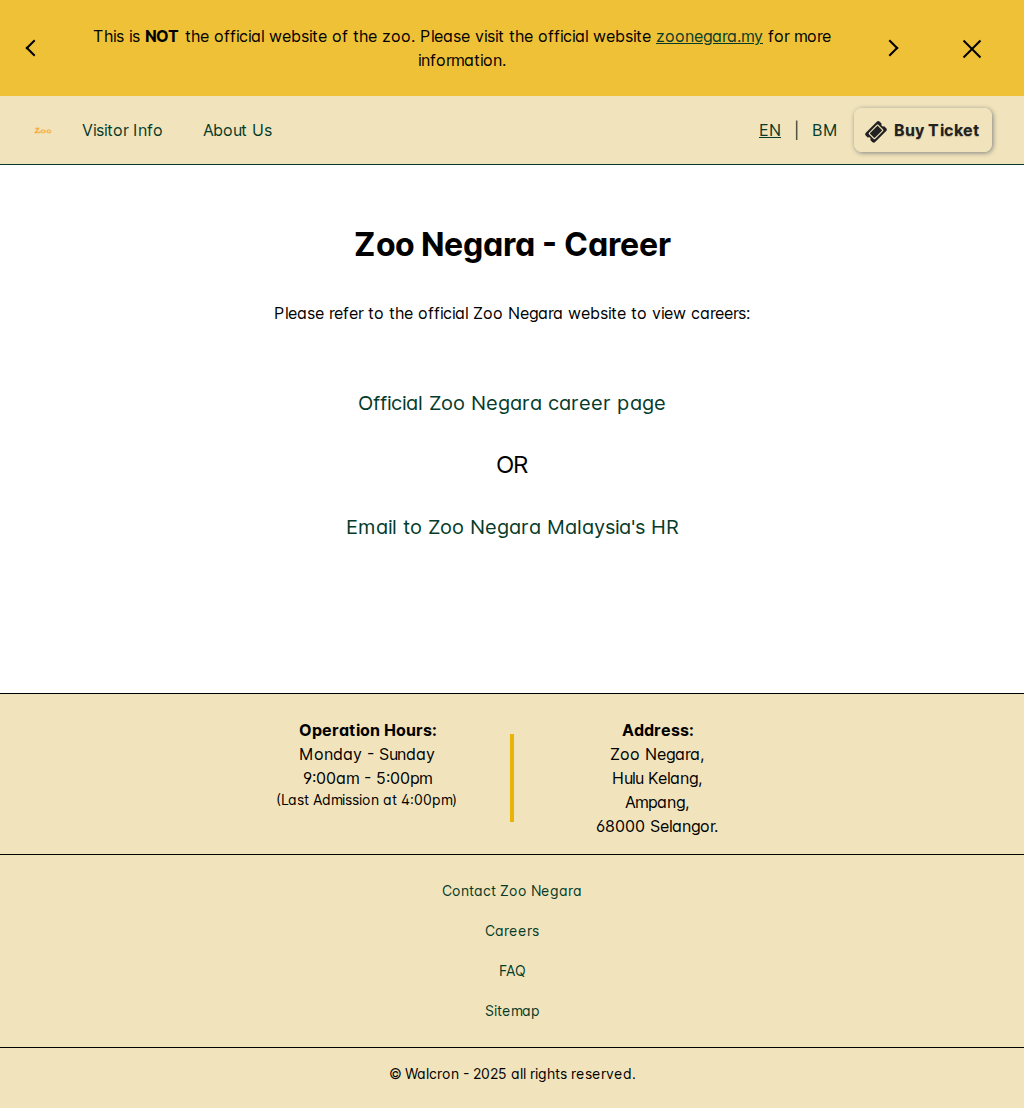 This is NOT the official website of the zoo. Please visit the official website zoonegara.my for more
information.
Zoo
Visitor Info
About Us
EN | BM
Buy Ticket
Zoo Negara - Career
Please refer to the official Zoo Negara website to view careers:
Official Zoo Negara career page
OR
Email to Zoo Negara Malaysia's HR
Operation Hours:
Monday - Sunday
9:00am - 5:00pm
(Last Admission at 4:00pm)
Address:
Zoo Negara,
Hulu Kelang,
Ampang,
68000 Selangor.
Contact Zoo Negara
Careers
FAQ
Sitemap
© Walcron - 2025 all rights reserved.